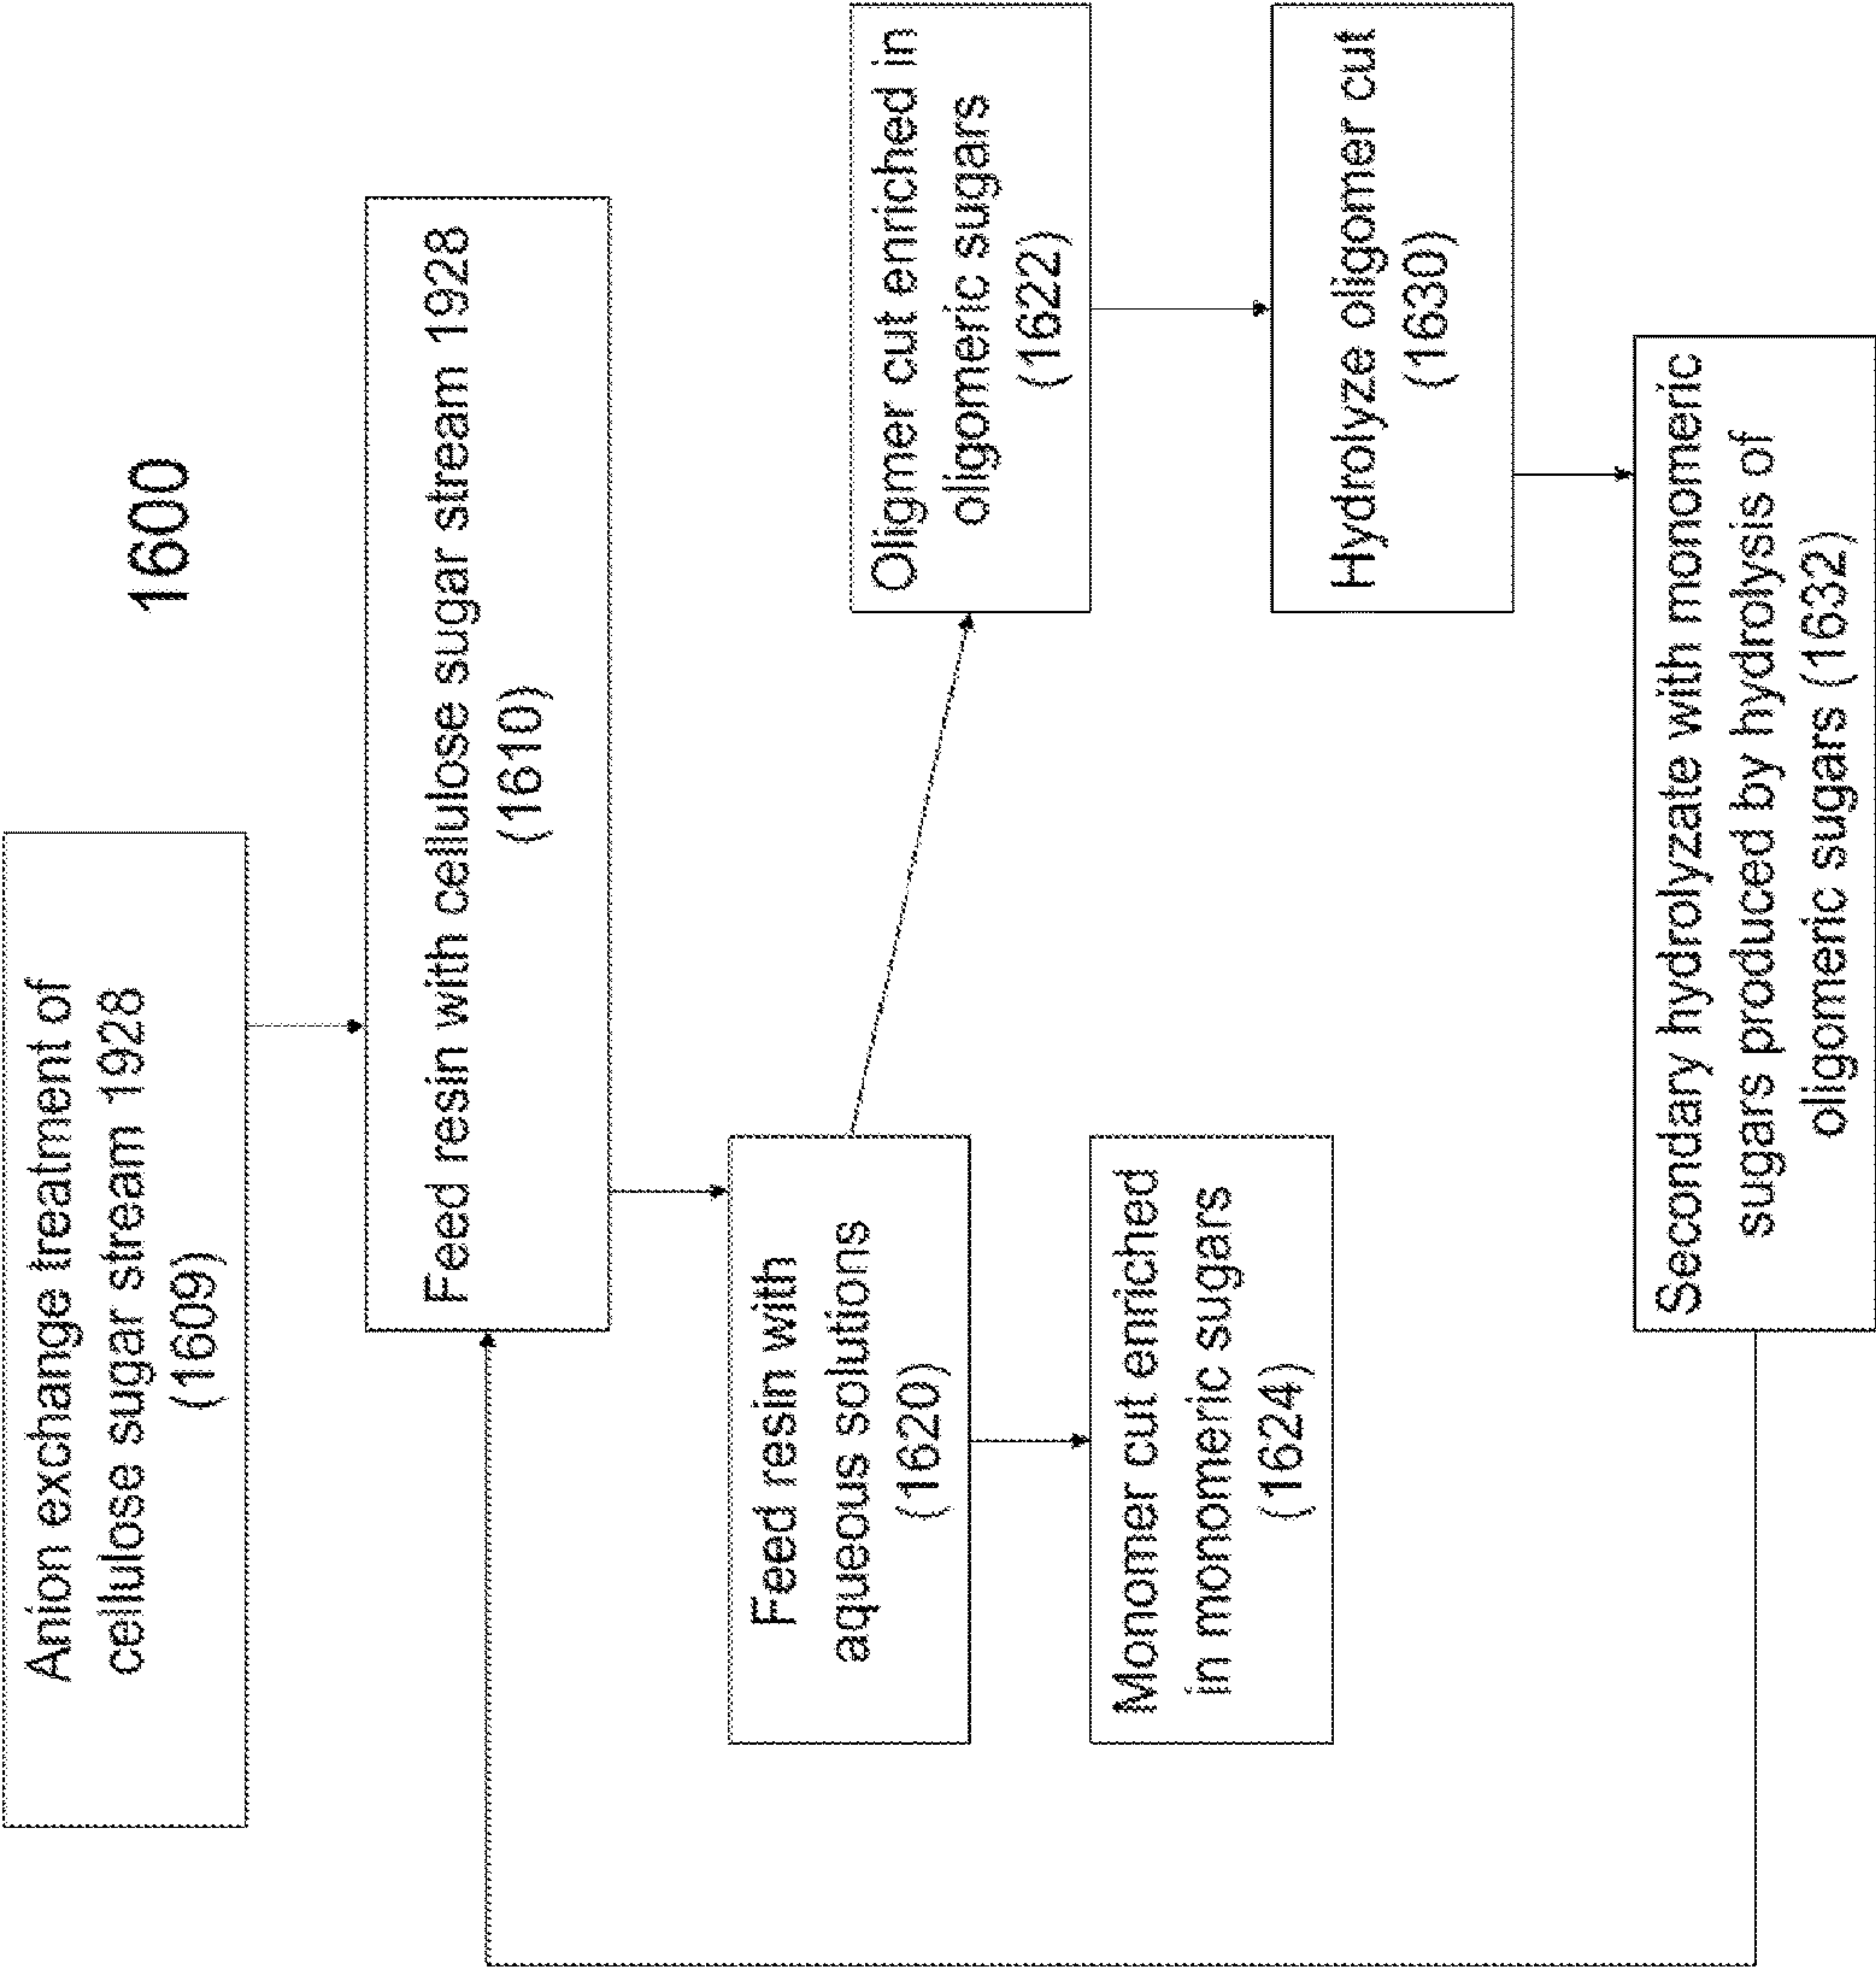 1600
Anion exchange treatment of
cellulose sugar stream 1928
(1609)
Feed resin with cellulose sugar stream 1928
(1610)
Feed resin with
aqueous solutions
(1620)
Monomer cut enriched
in monomeric sugars
(1624)
Oligmer cut enriched in
oligomeric sugars
(1622)
Hydrolyze oligomer cut
(1630)
Secondary hydrolyzate with monomeric
sugars produced by hydrolysis of
oligomeric sugars (1632)